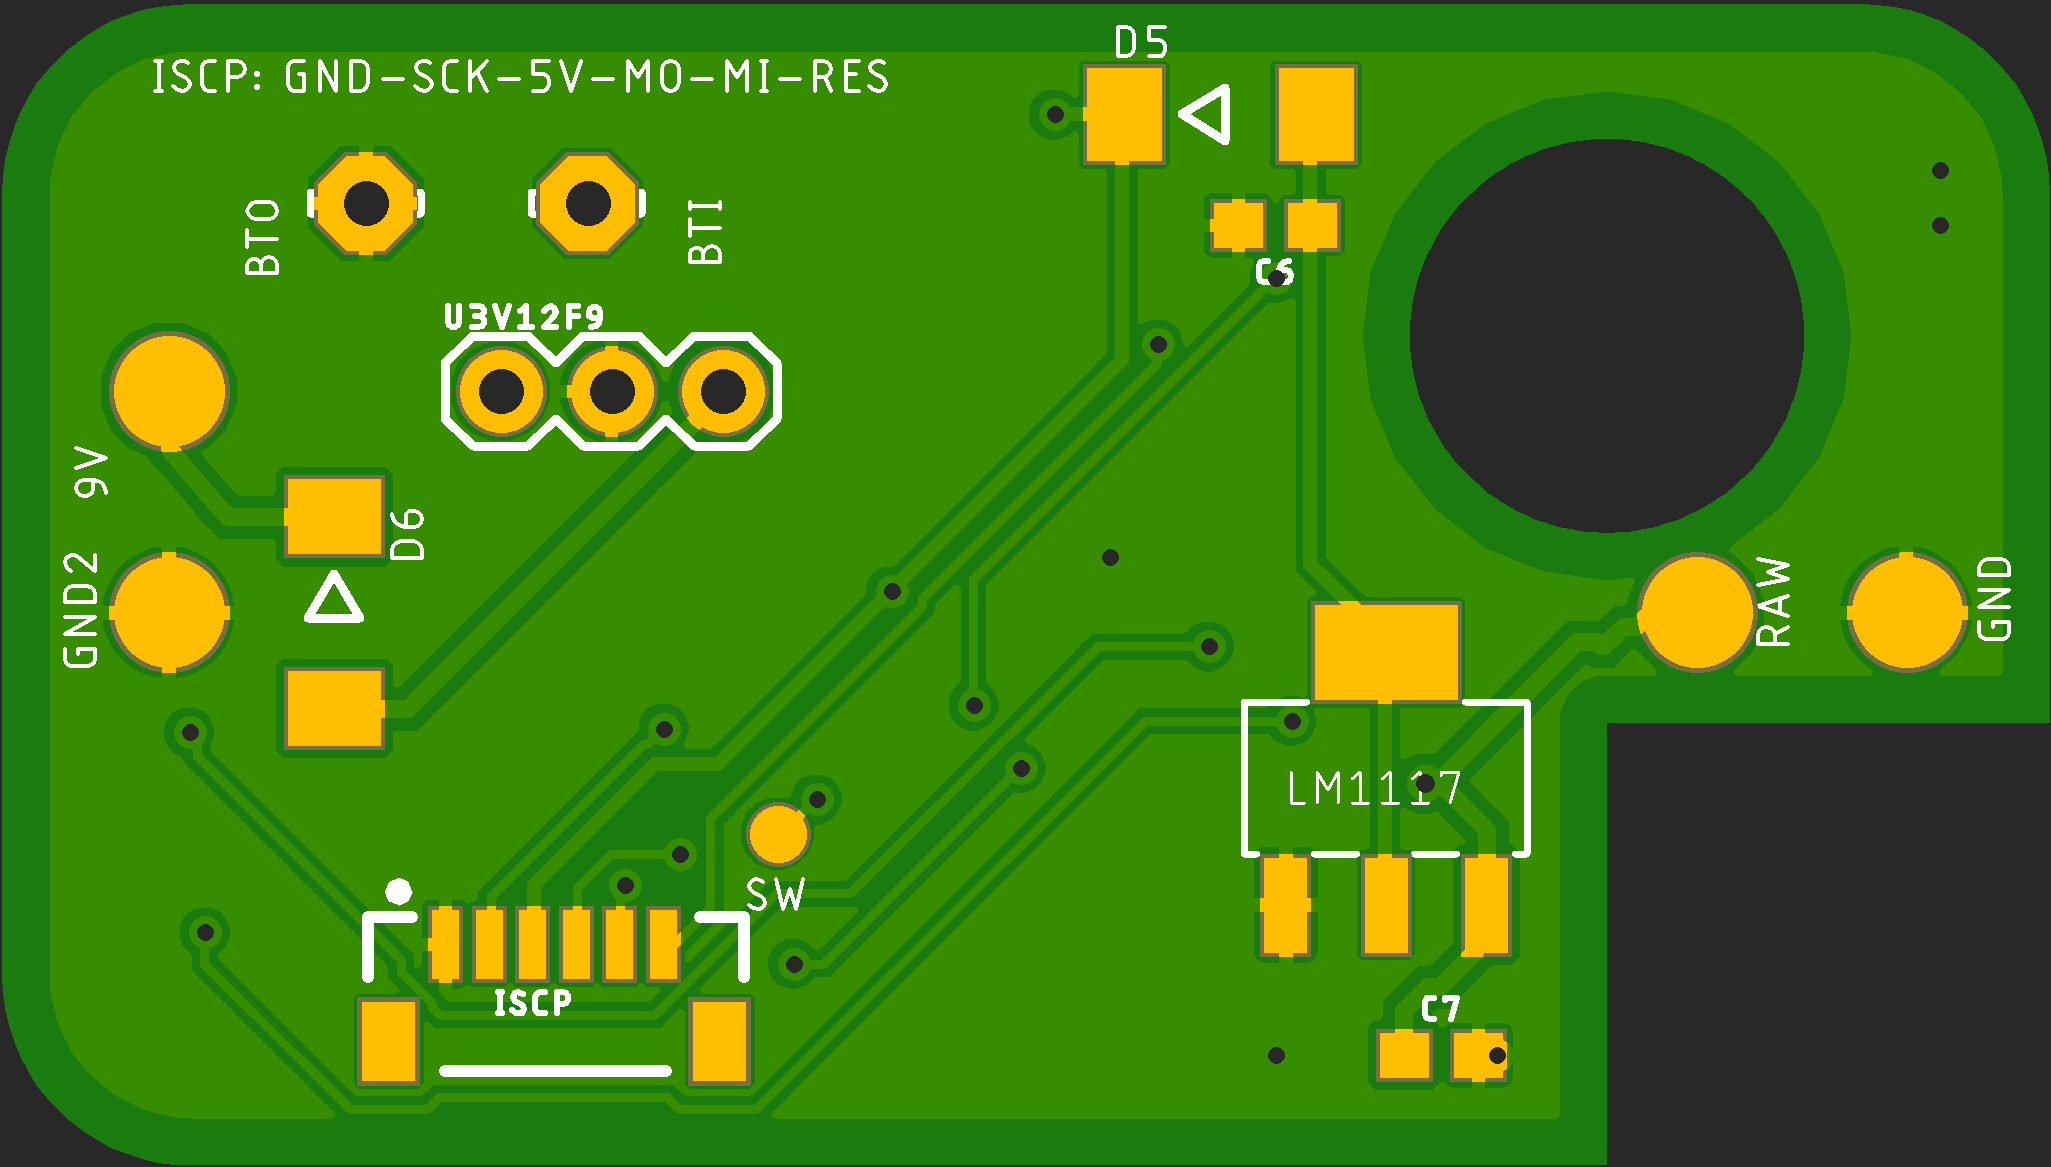 D5
ISCP: GND-SCK-5V-MO-MI-RES
BTO
BTI
C6
U3V12F9
9V
D6
GND2
RAW
GND
LM1117
SW
ISCP
C7